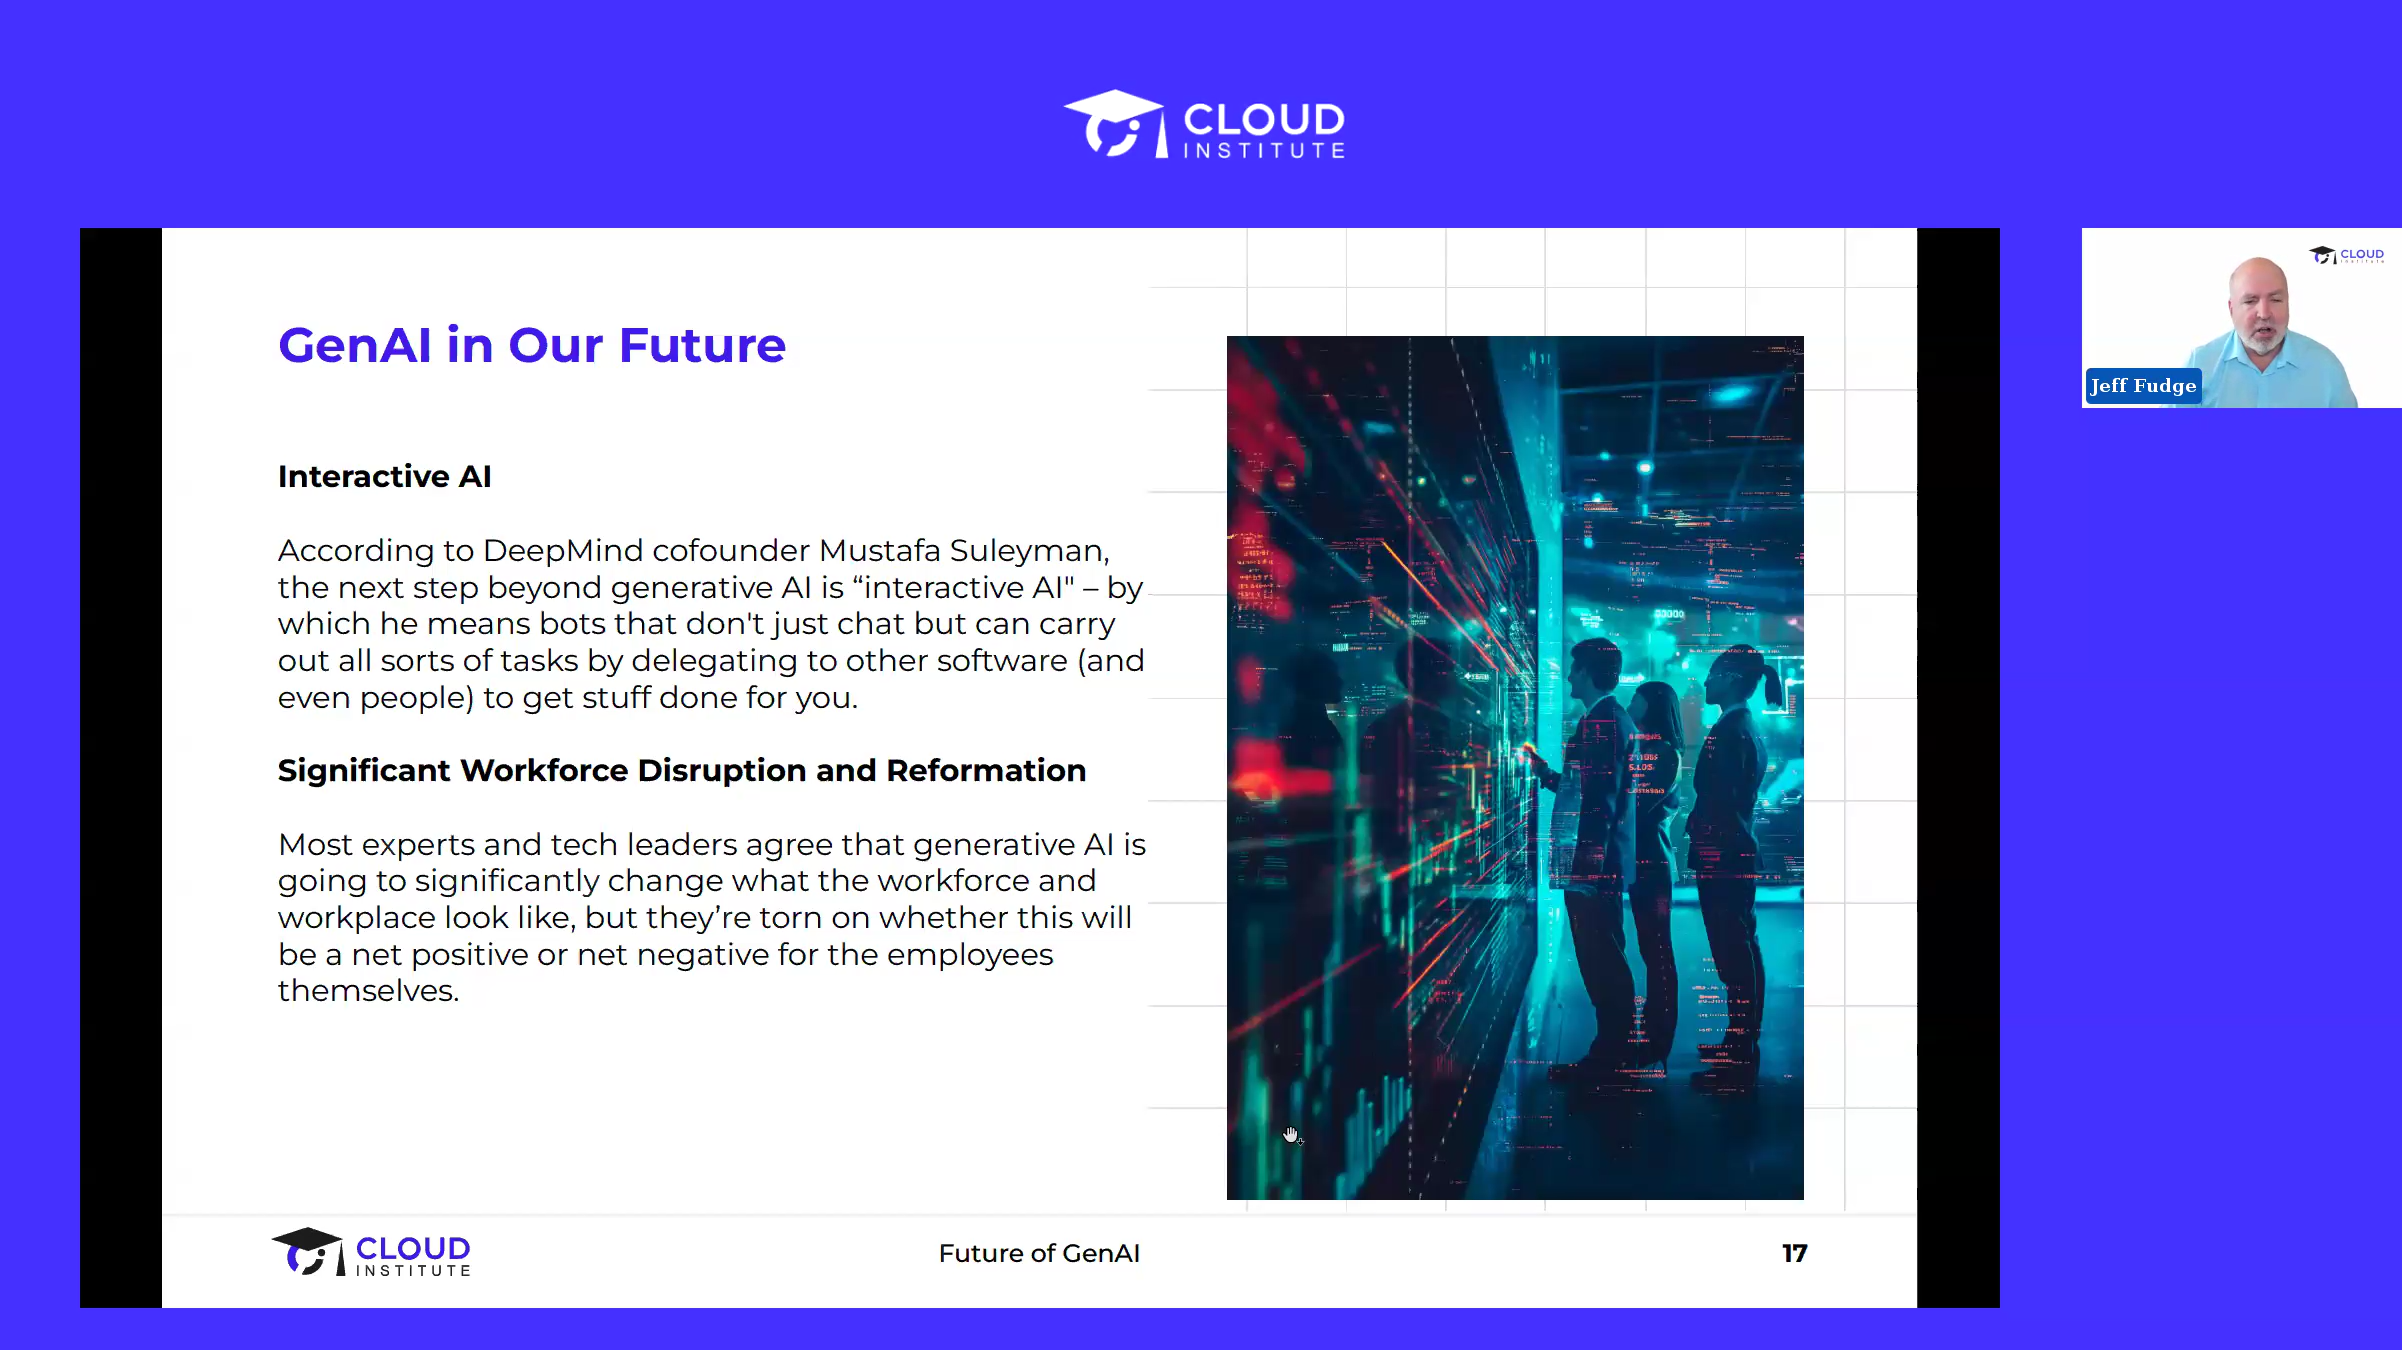 CLOUD
INSTITUTE
GenAI in Our Future
Interactive AI
According to DeepMind cofounder Mustafa Suleyman,
the next step beyond generative AI is “interactive AI" – by
which he means bots that don't just chat but can carry
out all sorts of tasks by delegating to other software (and
even people) to get stuff done for you.
Significant Workforce Disruption and Reformation
Most experts and tech leaders agree that generative AI is
going to significantly change what the workforce and
workplace look like, but they’re torn on whether this will
be a net positive or net negative for the employees
themselves.
CLOUD
INSTITUTE
Future of GenAI
17
CLOUD
Jeff Fudge